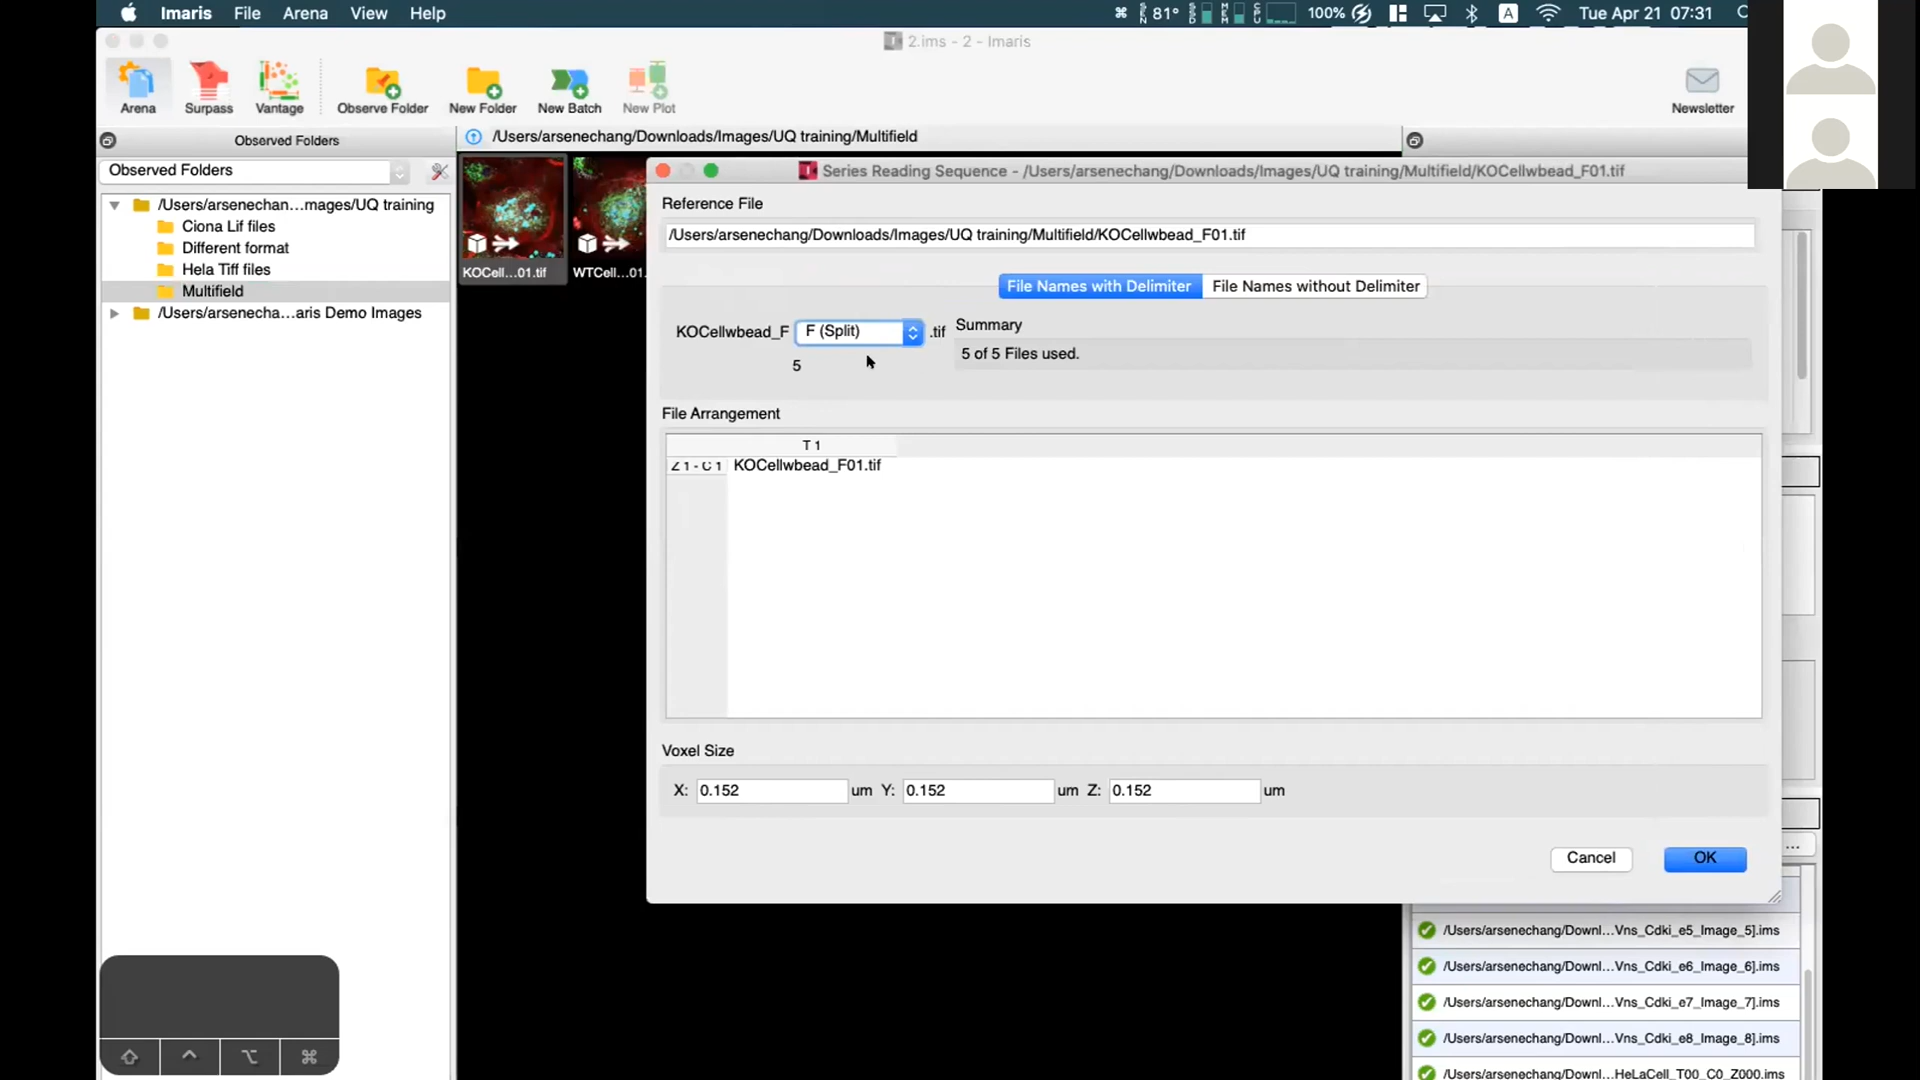 Imaris File Arena View Help
81° 100% A Tue Apr 21 07:31
2.ims - 2 - Imaris
Arena Surpass Vantage Observe Folder New Folder New Batch New Plot Newsletter
Observed Folders
/Users/arsenechang/Downloads/Images/UQ training/Multifield
Observed Folders
/Users/arsenechan...mages/UQ training
Ciona Lif files
Different format
Hela Tiff files
Multifield
/Users/arsenecha...aris Demo Images
KOCell...01.tif WTCell...01.
Series Reading Sequence - /Users/arsenechang/Downloads/Images/UQ training/Multifield/KOCellwbead_F01.tif
Reference File
/Users/arsenechang/Downloads/Images/UQ training/Multifield/KOCellwbead_F01.tif
File Names with Delimiter File Names without Delimiter
KOCellwbead_F F (Split) .tif
5
Summary
5 of 5 Files used.
File Arrangement
T 1
Z 1 - C 1 KOCellwbead_F01.tif
Voxel Size
X: 0.152 um Y: 0.152 um Z: 0.152 um
Cancel OK
...
/Users/arsenechang/Downl...Vns_Cdki_e5_Image_5].ims
/Users/arsenechang/Downl...Vns_Cdki_e6_Image_6].ims
/Users/arsenechang/Downl...Vns_Cdki_e7_Image_7].ims
/Users/arsenechang/Downl...Vns_Cdki_e8_Image_8].ims
/Users/arsenechang/Downl...HeLaCell_T00_C0_Z000.ims